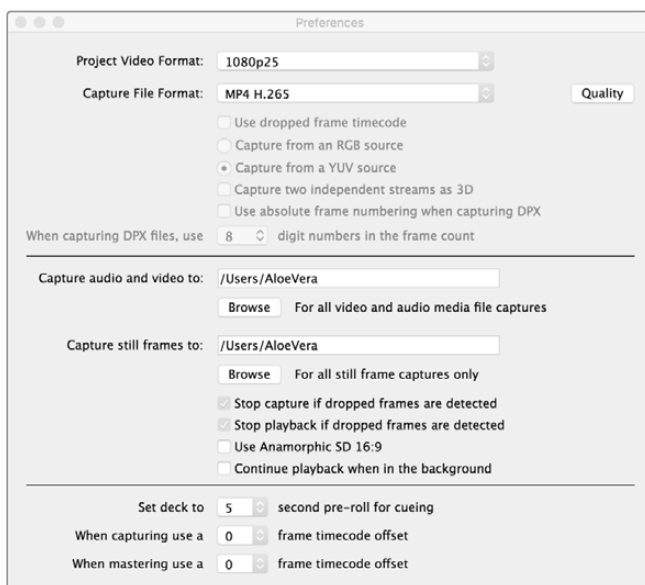 Preferences
Project Video Format: 1080p25
Capture File Format: MP4 H.265 Quality
Use dropped frame timecode
Capture from an RGB source
Capture from a YUV source
Capture two independent streams as 3D
Use absolute frame numbering when capturing DPX
When capturing DPX files, use 8 digit numbers in the frame count
Capture audio and video to: /Users/AloeVera
Browse For all video and audio media file captures
Capture still frames to: /Users/AloeVera
Browse For all still frame captures only
Stop capture if dropped frames are detected
Stop playback if dropped frames are detected
Use Anamorphic SD 16:9
Continue playback when in the background
Set deck to 5 second pre-roll for cueing
When capturing use a 0 frame timecode offset
When mastering use a 0 frame timecode offset